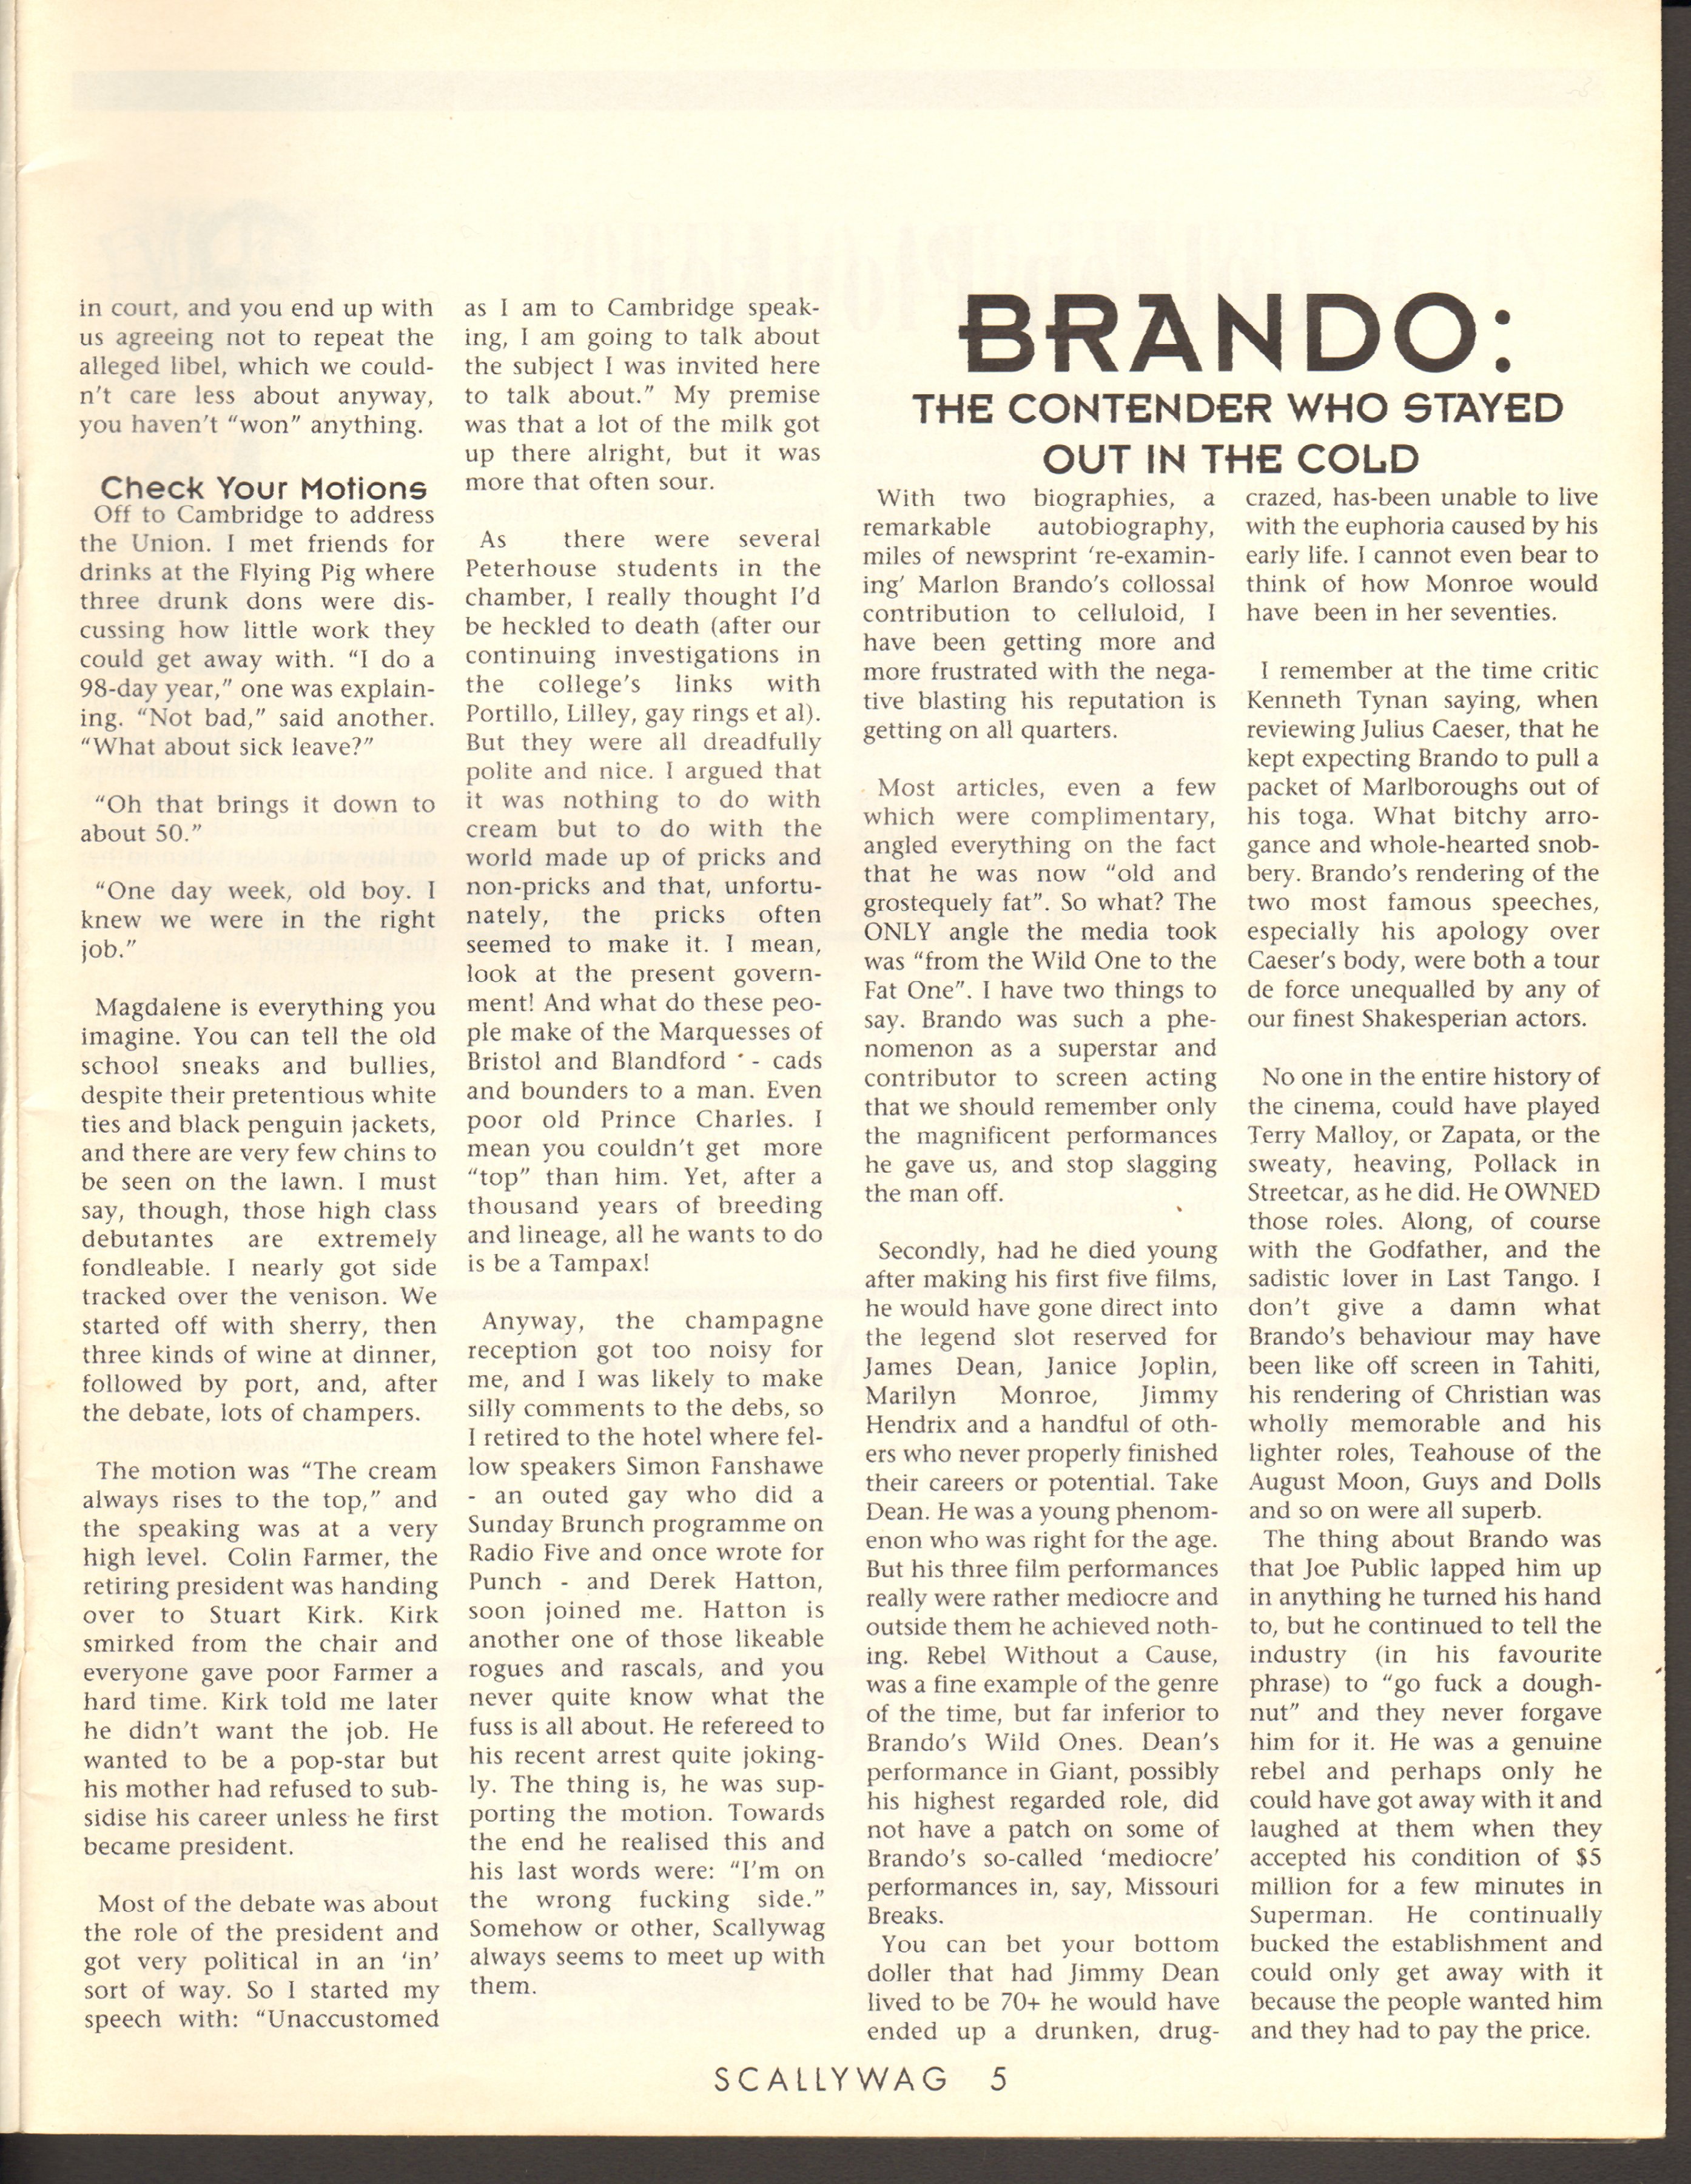 in court, and you end up with
us agreeing not to repeat the
alleged libel, which we could-
n't care less about anyway,
you haven't “won” anything.
Check Your Motions
Off to Cambridge to address
the Union. I met friends for
drinks at the Flying Pig where
three drunk dons were dis-
cussing how little work they
could get away with. “I do a
98-day year,” one was explain-
ing. “Not bad,” said another.
“What about sick leave?”
“Oh that brings it down to
about 50.”
“One day week, old boy. I
knew we were in the right
job.”
Magdalene is everything you
imagine. You can tell the old
school sneaks and bullies,
despite their pretentious white
ties and black penguin jackets,
and there are very few chins to
be seen on the lawn. I must
say, though, those high class
debutantes are extremely
fondleable. I nearly got side
tracked over the venison. We
started off with sherry, then
three kinds of wine at dinner,
followed by port, and, after
the debate, lots of champers.
The motion was “The cream
always rises to the top,” and
the speaking was at a very
high level. Colin Farmer, the
retiring president was handing
over to Stuart Kirk. Kirk
smirked from the chair and
everyone gave poor Farmer a
hard time. Kirk told me later
he didn't want the job. He
wanted to be a pop-star but
his mother had refused to sub-
sidise his career unless he first
became president.
Most of the debate was about
the role of the president and
got very political in an ‘in’
sort of way. So I started my
speech with: “Unaccustomed
as I am to Cambridge speak-
ing, I am going to talk about
the subject I was invited here
to talk about.” My premise
was that a lot of the milk got
up there alright, but it was
more that often sour.
As there were several
Peterhouse students in the
chamber, I really thought I'd
be heckled to death (after our
continuing investigations in
the college's links with
Portillo, Lilley, gay rings et al).
But they were all dreadfully
polite and nice. I argued that
it was nothing to do with
cream but to do with the
world made up of pricks and
non-pricks and that, unfortu-
nately, the pricks often
seemed to make it. I mean,
look at the present govern-
ment! And what do these peo-
ple make of the Marquesses of
Bristol and Blandford - cads
and bounders to a man. Even
poor old Prince Charles. I
mean you couldn't get more
“top” than him. Yet, after a
thousand years of breeding
and lineage, all he wants to do
is be a Tampax!
Anyway, the champagne
reception got too noisy for
me, and I was likely to make
silly comments to the debs, so
I retired to the hotel where fel-
low speakers Simon Fanshawe
- an outed gay who did a
Sunday Brunch programme on
Radio Five and once wrote for
Punch - and Derek Hatton,
soon joined me. Hatton is
another one of those likeable
rogues and rascals, and you
never quite know what the
fuss is all about. He refereed to
his recent arrest quite joking-
ly. The thing is, he was sup-
porting the motion. Towards
the end he realised this and
his last words were: “I'm on
the wrong fucking side.”
Somehow or other, Scallywag
always seems to meet up with
them.
BRANDO:
THE CONTENDER WHO STAYED
OUT IN THE COLD
With two biographies, a
remarkable autobiography,
miles of newsprint ‘re-examin-
ing’ Marlon Brando's collossal
contribution to celluloid, I
have been getting more and
more frustrated with the nega-
tive blasting his reputation is
getting on all quarters.
Most articles, even a few
which were complimentary,
angled everything on the fact
that he was now “old and
grostequely fat”. So what? The
ONLY angle the media took
was “from the Wild One to the
Fat One”. I have two things to
say. Brando was such a phe-
nomenon as a superstar and
contributor to screen acting
that we should remember only
the magnificent performances
he gave us, and stop slagging
the man off.
Secondly, had he died young
after making his first five films,
he would have gone direct into
the legend slot reserved for
James Dean, Janice Joplin,
Marilyn Monroe, Jimmy
Hendrix and a handful of oth-
ers who never properly finished
their careers or potential. Take
Dean. He was a young phenom-
enon who was right for the age.
But his three film performances
really were rather mediocre and
outside them he achieved noth-
ing. Rebel Without a Cause,
was a fine example of the genre
of the time, but far inferior to
Brando's Wild Ones. Dean's
performance in Giant, possibly
his highest regarded role, did
not have a patch on some of
Brando's so-called ‘mediocre’
performances in, say, Missouri
Breaks.
You can bet your bottom
doller that had Jimmy Dean
lived to be 70+ he would have
ended up a drunken, drug-
crazed, has-been unable to live
with the euphoria caused by his
early life. I cannot even bear to
think of how Monroe would
have been in her seventies.
I remember at the time critic
Kenneth Tynan saying, when
reviewing Julius Caeser, that he
kept expecting Brando to pull a
packet of Marlboroughs out of
his toga. What bitchy arro-
gance and whole-hearted snob-
bery. Brando's rendering of the
two most famous speeches,
especially his apology over
Caeser's body, were both a tour
de force unequalled by any of
our finest Shakesperian actors.
No one in the entire history of
the cinema, could have played
Terry Malloy, or Zapata, or the
sweaty, heaving, Pollack in
Streetcar, as he did. He OWNED
those roles. Along, of course
with the Godfather, and the
sadistic lover in Last Tango. I
don't give a damn what
Brando's behaviour may have
been like off screen in Tahiti,
his rendering of Christian was
wholly memorable and his
lighter roles, Teahouse of the
August Moon, Guys and Dolls
and so on were all superb.
The thing about Brando was
that Joe Public lapped him up
in anything he turned his hand
to, but he continued to tell the
industry (in his favourite
phrase) to “go fuck a dough-
nut” and they never forgave
him for it. He was a genuine
rebel and perhaps only he
could have got away with it and
laughed at them when they
accepted his condition of $5
million for a few minutes in
Superman. He continually
bucked the establishment and
could only get away with it
because the people wanted him
and they had to pay the price.
SCALLYWAG 5